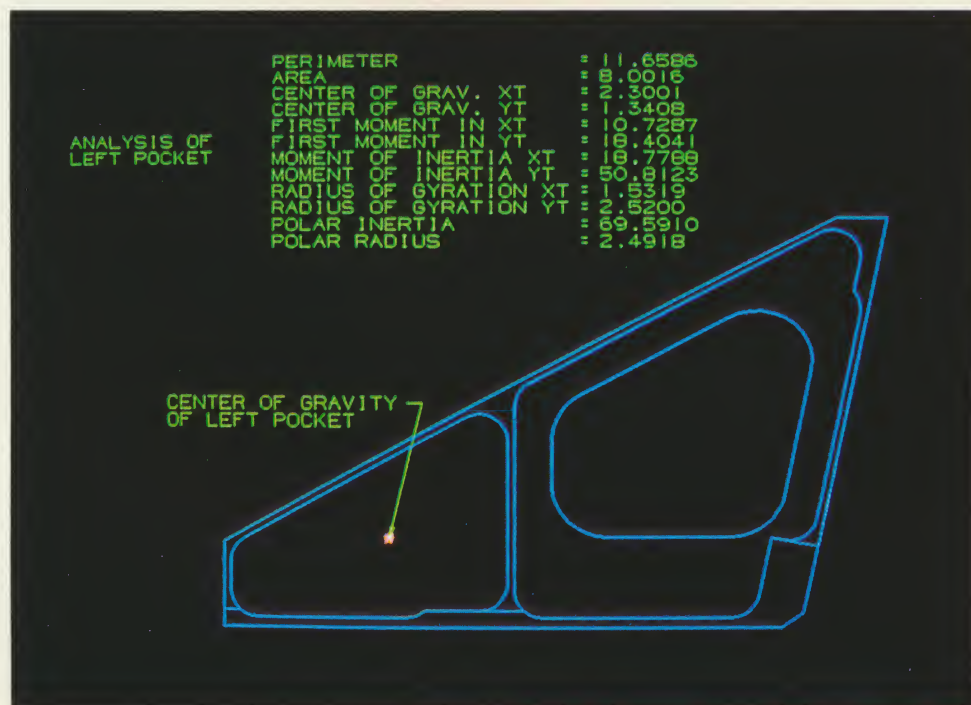 PERIMETER = 11.6586
AREA = 8.0016
CENTER OF GRAV. XT = 2.3001
CENTER OF GRAV. YT = 1.3408
FIRST MOMENT IN XT = 10.7287
FIRST MOMENT IN YT = 18.4041
MOMENT OF INERTIA XT = 18.7788
MOMENT OF INERTIA YT = 50.8123
RADIUS OF GYRATION XT = 1.5319
RADIUS OF GYRATION YT = 2.5200
POLAR INERTIA = 69.5910
POLAR RADIUS = 2.4918
ANALYSIS OF
LEFT POCKET
CENTER OF GRAVITY
OF LEFT POCKET